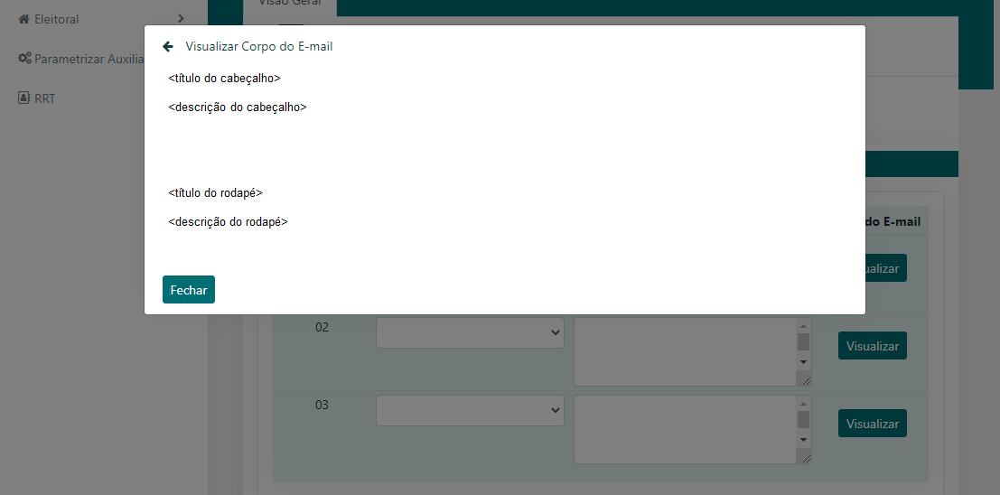 Visão Geral
Eleitoral
Visualizar Corpo do E-mail
Parametrizar Auxilia
<título do cabeçalho>
RRT
<descrição do cabeçalho>
<título do rodapé>
<descrição do rodapé>
do E-mail
ualizar
Fechar
02
Visualizar
03
Visualizar